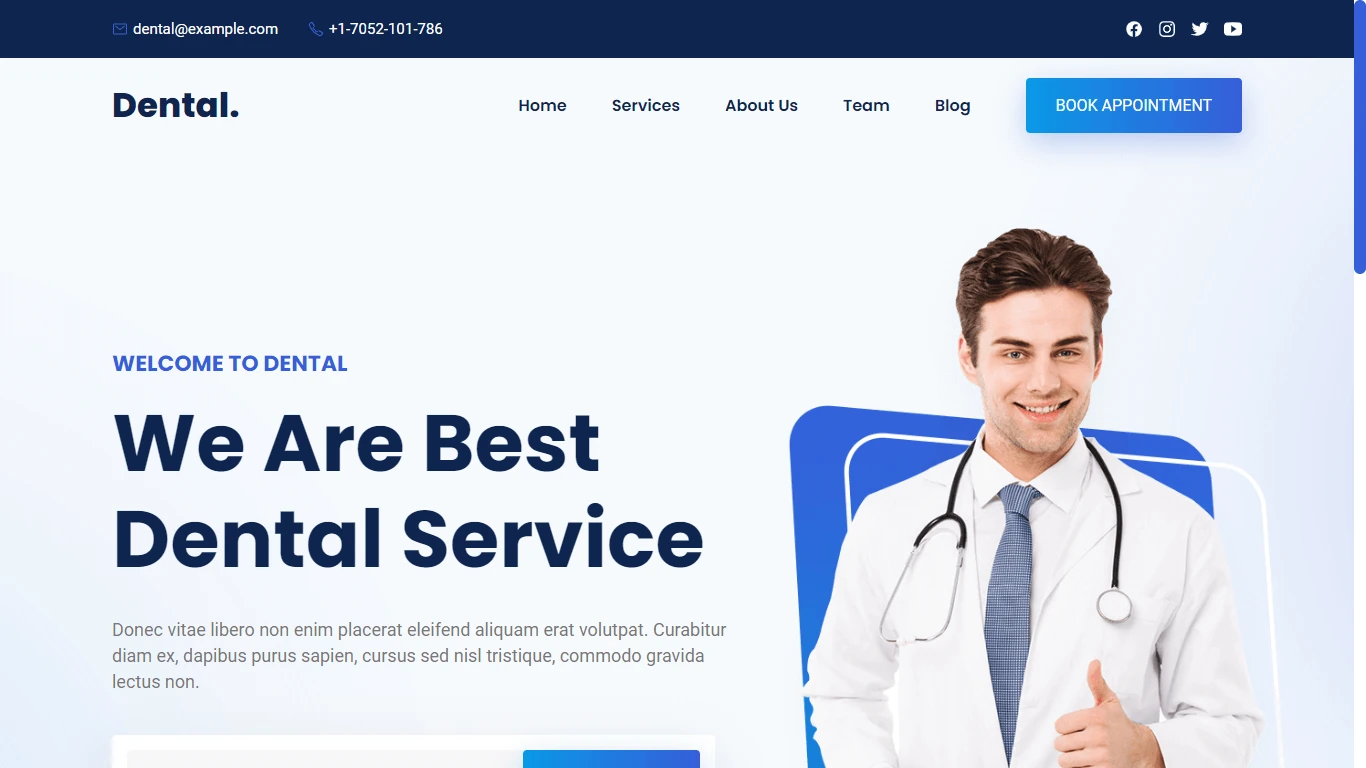 dental@example.com
+1-7052-101-786
Dental.
Home
Services
About Us
Team
Blog
BOOK APPOINTMENT
WELCOME TO DENTAL
We Are Best
Dental Service
Donec vitae libero non enim placerat eleifend aliquam erat volutpat. Curabitur
diam ex, dapibus purus sapien, cursus sed nisl tristique, commodo gravida
lectus non.